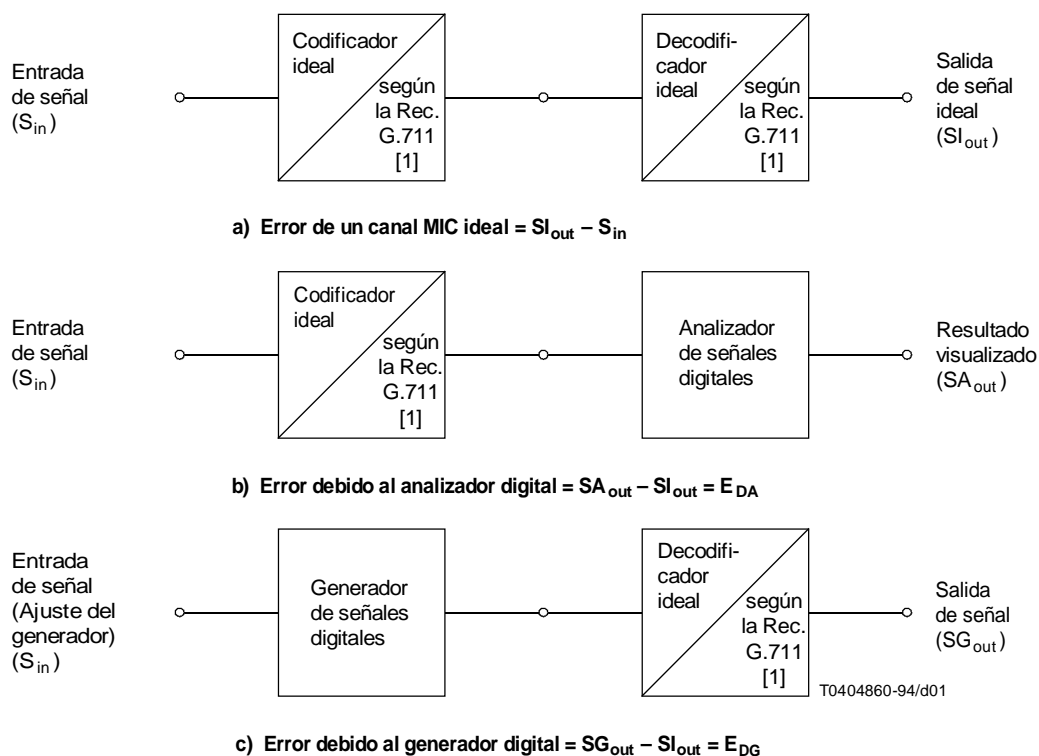 Entrada
de señal
(S_in)
Codificador
ideal
según
la Rec.
G.711
[1]
Decodifi-
cador
ideal
según
la Rec.
G.711
[1]
Salida
de señal
ideal
(SI_out)
a) Error de un canal MIC ideal = SI_out – S_in
Entrada
de señal
(S_in)
Codificador
ideal
según
la Rec.
G.711
[1]
Analizador
de señales
digitales
Resultado
visualizado
(SA_out)
b) Error debido al analizador digital = SA_out – SI_out = E_DA
Entrada
de señal
(Ajuste del
generador)
(S_in)
Generador
de señales
digitales
Decodifi-
cador
ideal
según
la Rec.
G.711
[1]
Salida
de señal
(SG_out)
T0404860-94/d01
c) Error debido al generador digital = SG_out – SI_out = E_DG